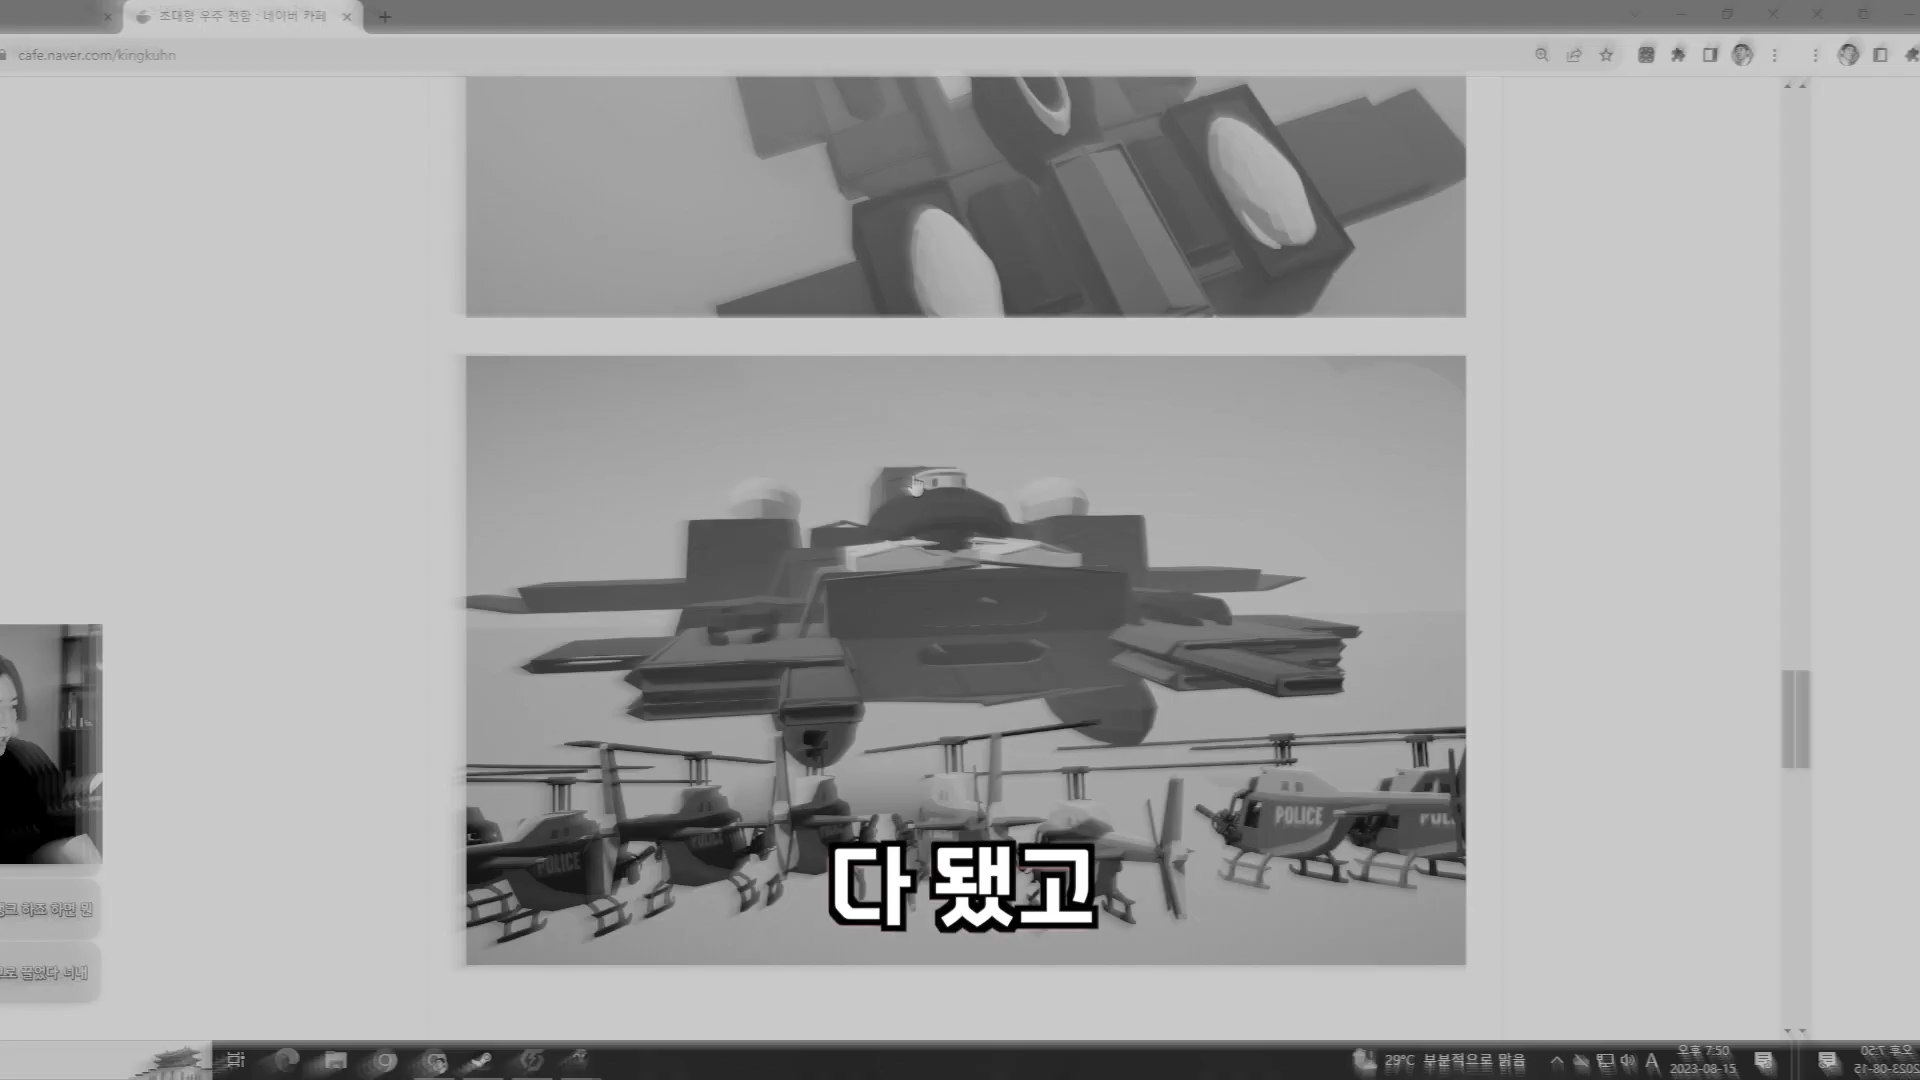 초대형 우주 전함 : 네이버 카페
cafe.naver.com/kingkuhn
POLICE
POLICE
다 됐고
29°C 부분적으로 맑음
A
오후 7:50
2023-08-15